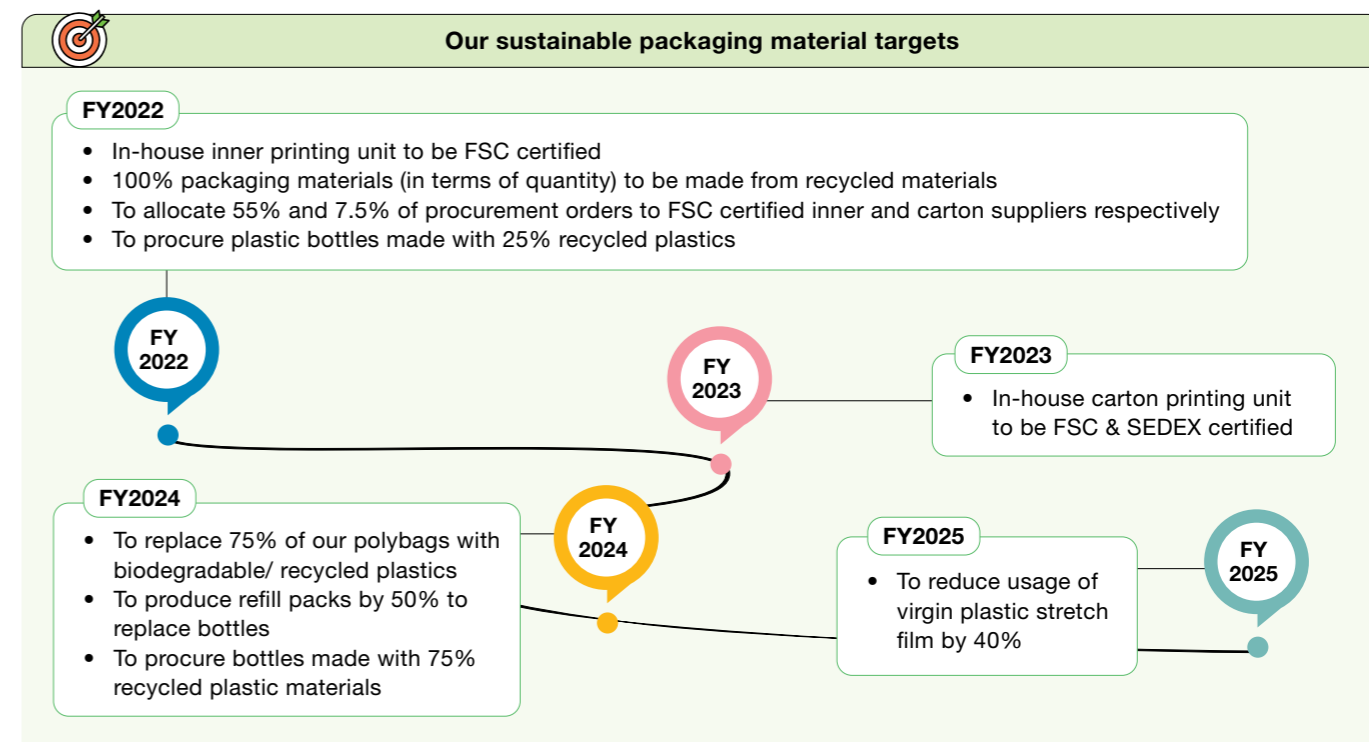 Our sustainable packaging material targets
FY2022
• In-house inner printing unit to be FSC certified
• 100% packaging materials (in terms of quantity) to be made from recycled materials
• To allocate 55% and 7.5% of procurement orders to FSC certified inner and carton suppliers respectively
• To procure plastic bottles made with 25% recycled plastics
FY
2022
FY
2023
FY2023
• In-house carton printing unit
to be FSC & SEDEX certified
FY2024
• To replace 75% of our polybags with
biodegradable/ recycled plastics
• To produce refill packs by 50% to
replace bottles
• To procure bottles made with 75%
recycled plastic materials
FY
2024
FY2025
• To reduce usage of
virgin plastic stretch
film by 40%
FY
2025